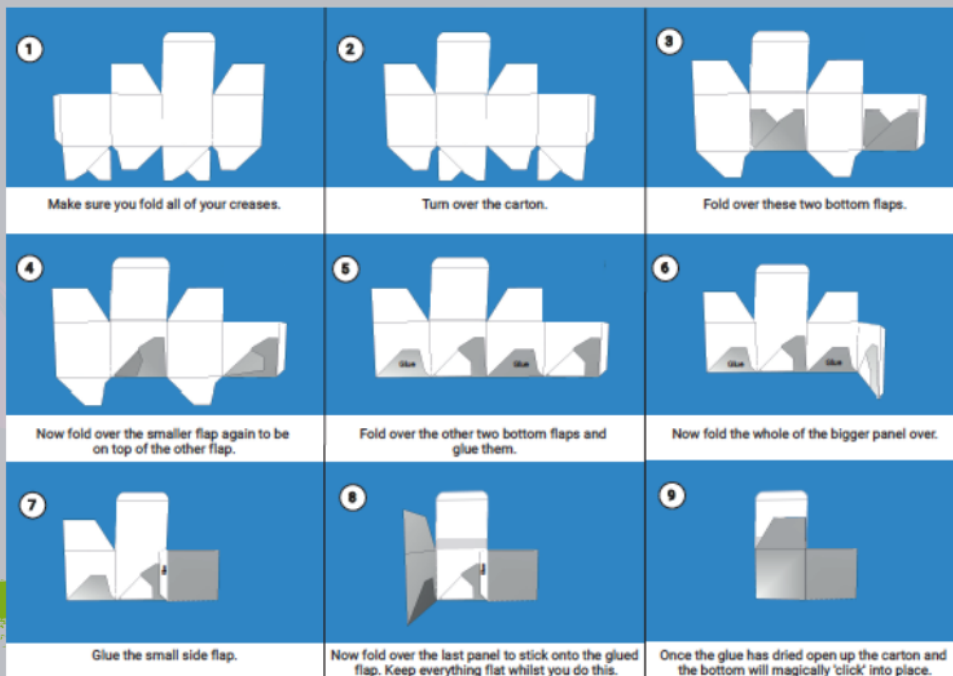 1
Make sure you fold all of your creases.
2
Turn over the carton.
3
Fold over these two bottom flaps.
4
Now fold over the smaller flap again to be
on top of the other flap.
5
Glue
Glue
Fold over the other two bottom flaps and
glue them.
6
Glue
Glue
Now fold the whole of the bigger panel over.
7
Glue the small side flap.
8
Now fold over the last panel to stick onto the glued
flap. Keep everything flat whilst you do this.
9
Once the glue has dried open up the carton and
the bottom will magically 'click' into place.